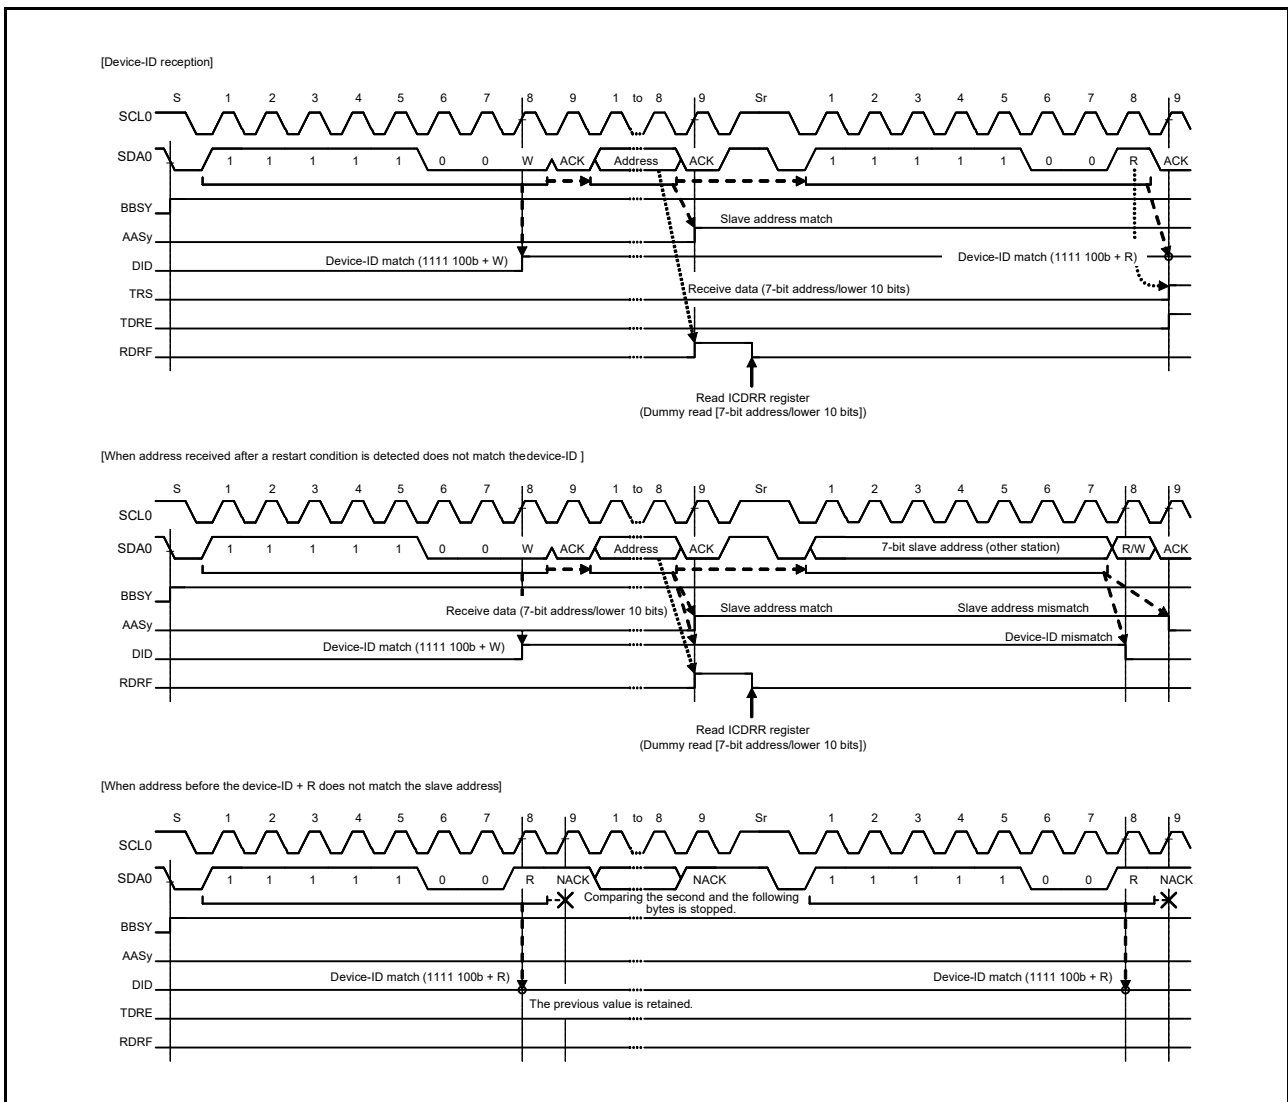 [Device-ID reception]
S 1 2 3 4 5 6 7 8 9 1 to 8 9 Sr 1 2 3 4 5 6 7 8 9
SCL0
SDA0 1 1 1 1 1 0 0 W ACK Address ACK 1 1 1 1 1 0 0 R ACK
BBSY
Slave address match
AASy
Device-ID match (1111 100b + W) Device-ID match (1111 100b + R)
DID
TRS Receive data (7-bit address/lower 10 bits)
TDRE
RDRF
Read ICDRR register
(Dummy read [7-bit address/lower 10 bits])
[When address received after a restart condition is detected does not match thedevice-ID ]
S 1 2 3 4 5 6 7 8 9 1 to 8 9 Sr 1 2 3 4 5 6 7 8 9
SCL0
SDA0 1 1 1 1 1 0 0 W ACK Address ACK 7-bit slave address (other station) R/W ACK
BBSY
Receive data (7-bit address/lower 10 bits) Slave address match Slave address mismatch
AASy
Device-ID match (1111 100b + W) Device-ID mismatch
DID
RDRF
Read ICDRR register
(Dummy read [7-bit address/lower 10 bits])
[When address before the device-ID + R does not match the slave address]
S 1 2 3 4 5 6 7 8 9 1 to 8 9 Sr 1 2 3 4 5 6 7 8 9
SCL0
SDA0 1 1 1 1 1 0 0 R NACK NACK 1 1 1 1 1 0 0 R NACK
Comparing the second and the following
bytes is stopped.
BBSY
AASy
Device-ID match (1111 100b + R) Device-ID match (1111 100b + R)
DID
The previous value is retained.
TDRE
RDRF